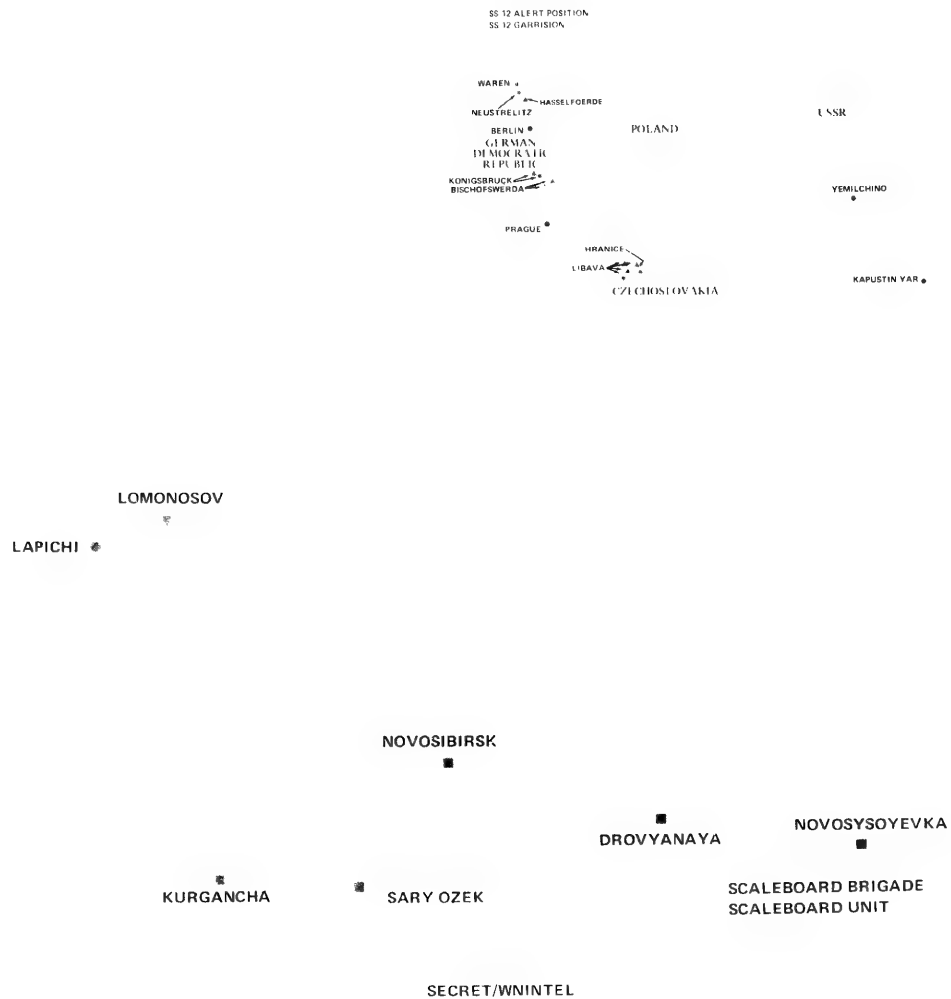 SS 12 ALERT POSITION
SS 12 GARRISION
WAREN
HASSELFOERDE
NEUSTRELITZ
USSR
BERLIN
POLAND
GERMAN
DEMOCRATIC
REPUBLIC
KONIGSBRUCK
BISCHOFSWERDA
YEMILCHINO
PRAGUE
HRANICE
LIBAVA
KAPUSTIN YAR
CZECHOSLOVAKIA
LOMONOSOV
LAPICHI
NOVOSIBIRSK
DROVYANAYA
NOVOSYSOYEVKA
KURGANCHA
SARY OZEK
SCALEBOARD BRIGADE
SCALEBOARD UNIT
SECRET/WNINTEL